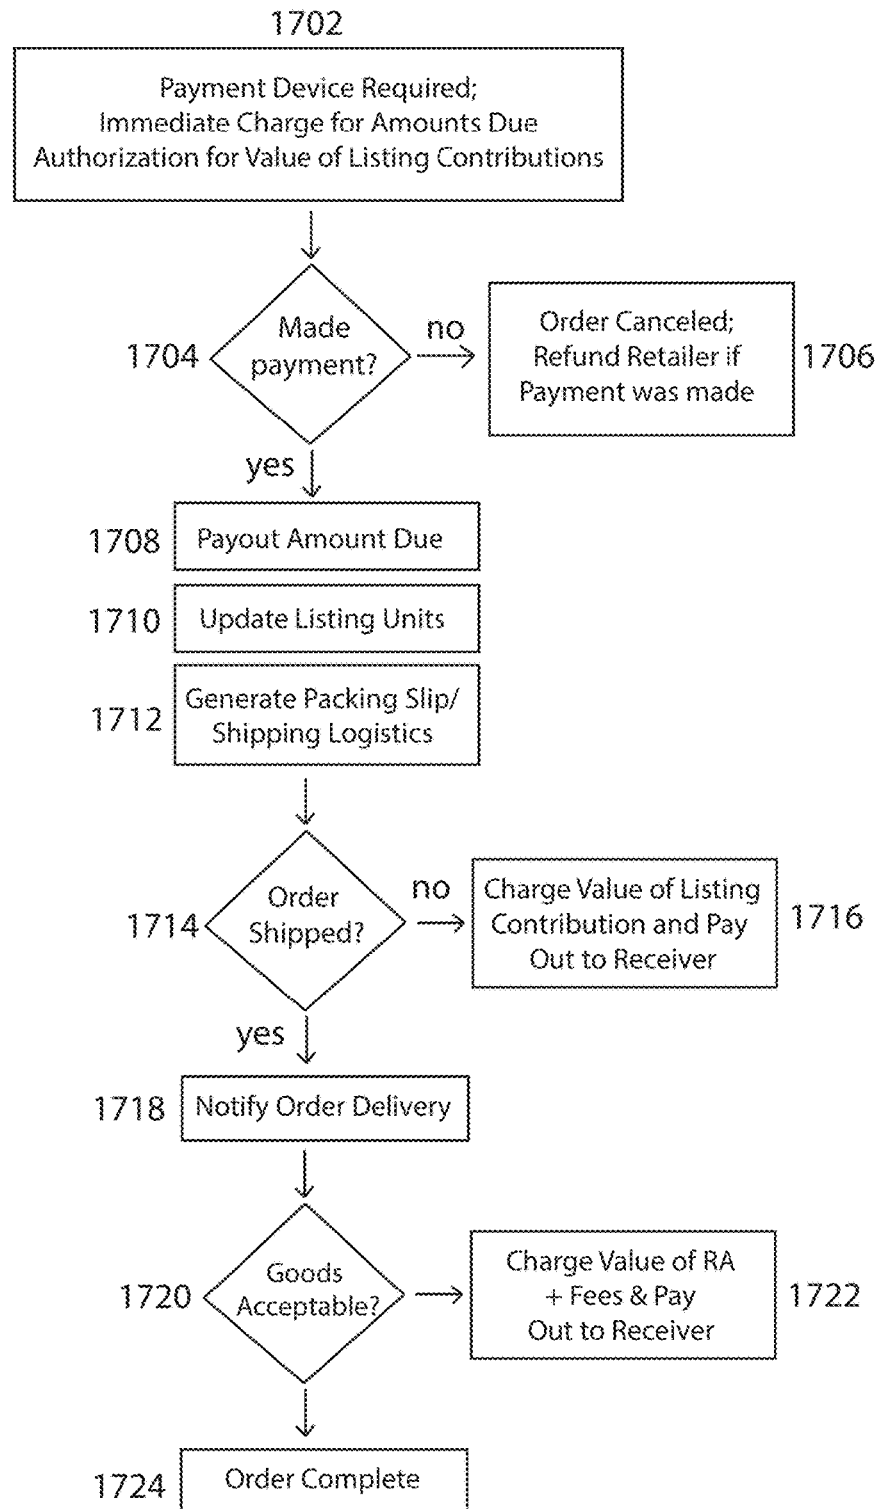 1702
Payment Device Required;
Immediate Charge for Amounts Due
Authorization for Value of Listing Contributions
1704
Made
payment?
no
Order Canceled;
Refund Retailer if
Payment was made
1706
yes
1708
Payout Amount Due
1710
Update Listing Units
1712
Generate Packing Slip/
Shipping Logistics
1714
Order
Shipped?
no
Charge Value of Listing
Contribution and Pay
Out to Receiver
1716
yes
1718
Notify Order Delivery
1720
Goods
Acceptable?
Charge Value of RA
+ Fees & Pay
Out to Receiver
1722
1724
Order Complete